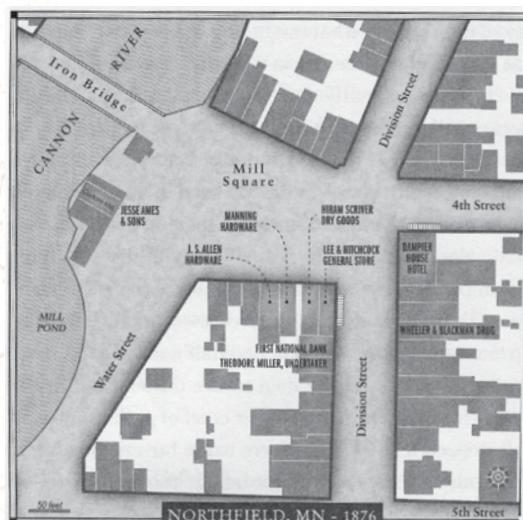 RIVER
Iron Bridge
CANNON
Division Street
Mill
Square
4th Street
JESSE AMES
& SONS
MANNING
HARDWARE
HIRAM SCRIVER
DRY GOODS
J. S. ALLEN
HARDWARE
LEE & HITCHCOCK
GENERAL STORE
DAMPIER
HOUSE
HOTEL
MILL
POND
Water Street
FIRST NATIONAL BANK
THEODORE MILLER, UNDERTAKER
WHEELER & BLACKMAN DRUG
Division Street
50 feet
NORTHFIELD, MN - 1876
5th Street